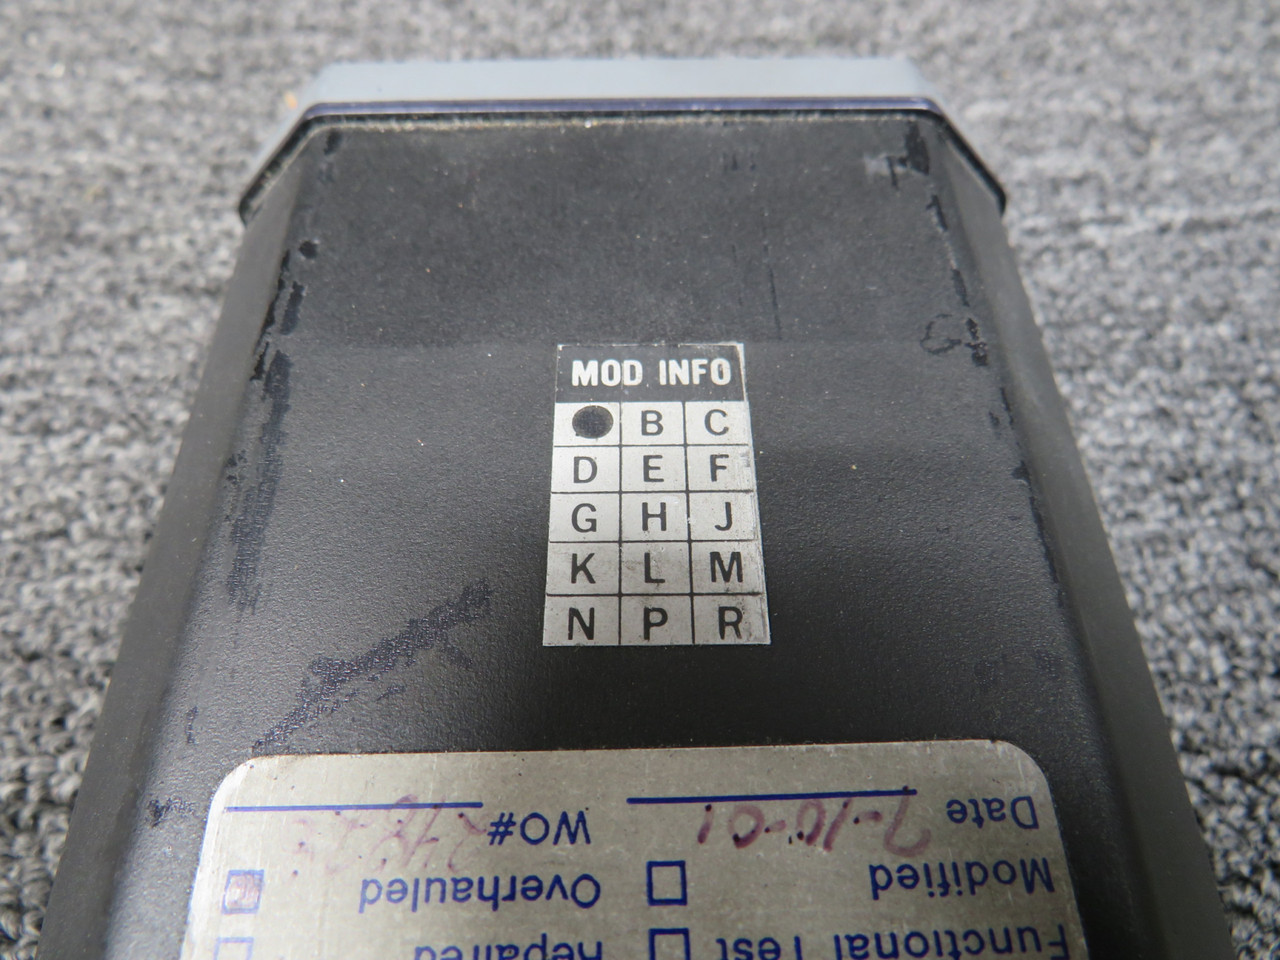 MOD INFO
B C
D E F
G H J
K L M
N P R
Functional Test Repaired
Modified Overhauled
Date 7-10-01 WO#